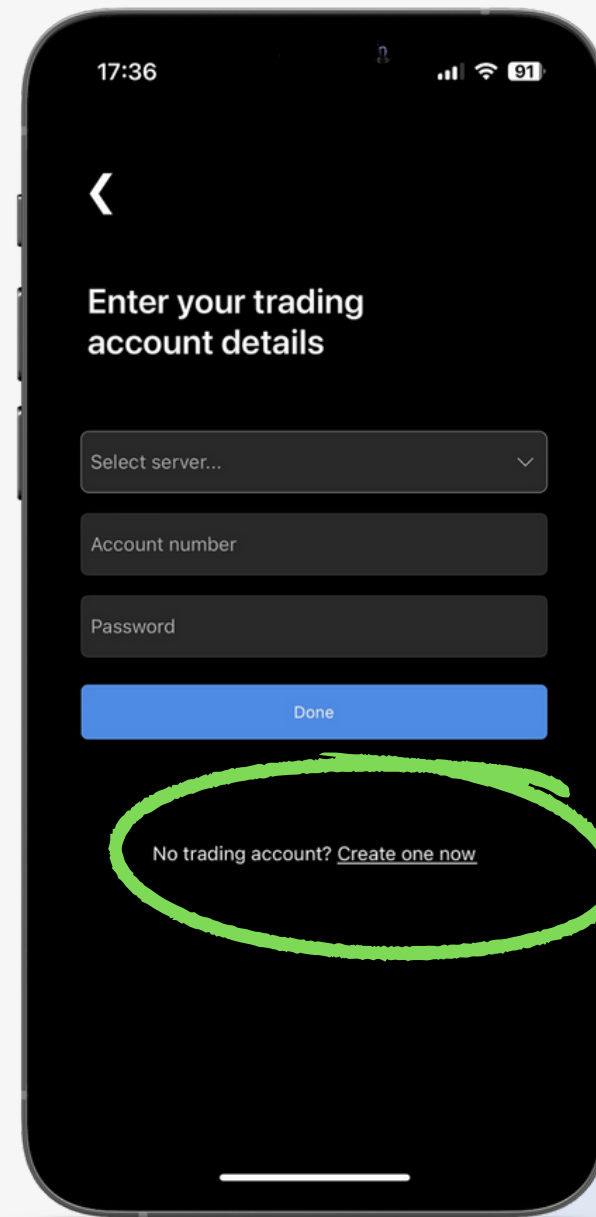 17:36
91
Enter your trading
account details
Select server...
Account number
Password
Done
No trading account? Create one now